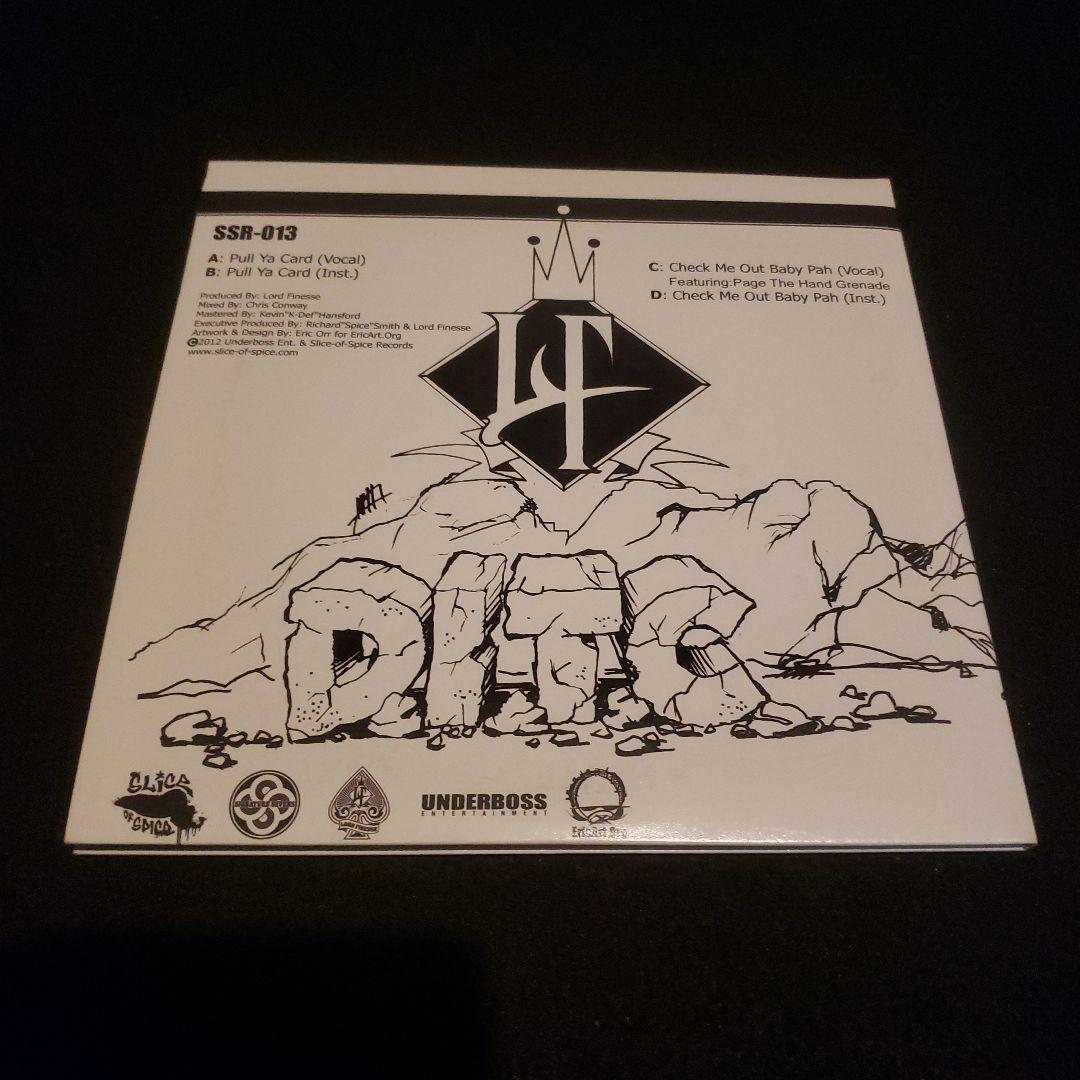 SSR-013
A: Pull Ya Card (Vocal)
B: Pull Ya Card (Inst.)
Produced By: Lord Finesse
Mixed By: Chris Conway
Mastered By: Kevin"K-Def"Hansford
Executive Produced By: Richard"Spice"Smith & Lord Finesse
Artwork & Design By: Eric Orr for EricArt.Org
©2012 Underboss Ent. & Slice-of-Spice Records
www.slice-of-spice.com
C: Check Me Out Baby Pah (Vocal)
Featuring:Page The Hand Grenade
D: Check Me Out Baby Pah (Inst.)
LF
DITC
SLICE
OF SPICE
LF
LORD FINESSE
UNDERBOSS
ENTERTAINMENT
EricArt.Org